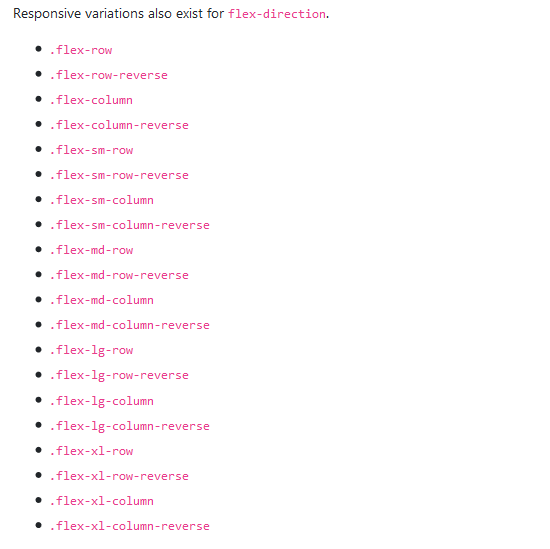 Responsive variations also exist for flex-direction.
.flex-row
.flex-row-reverse
.flex-column
.flex-column-reverse
.flex-sm-row
.flex-sm-row-reverse
.flex-sm-column
.flex-sm-column-reverse
.flex-md-row
.flex-md-row-reverse
.flex-md-column
.flex-md-column-reverse
.flex-lg-row
.flex-lg-row-reverse
.flex-lg-column
.flex-lg-column-reverse
.flex-xl-row
.flex-xl-row-reverse
.flex-xl-column
.flex-xl-column-reverse